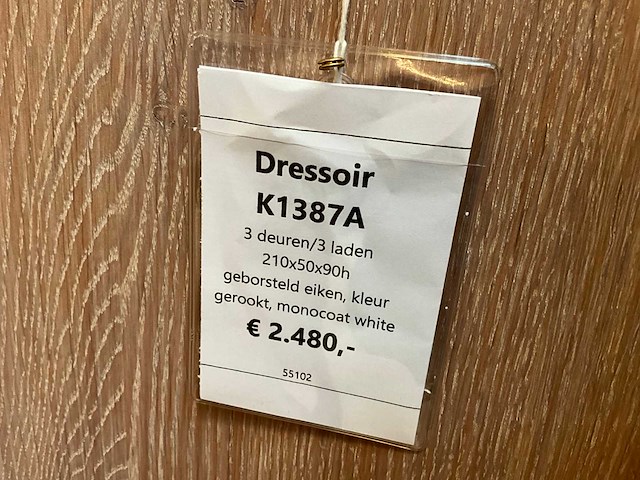 Dressoir
K1387A
3 deuren/3 laden
210x50x90h
geborsteld eiken, kleur
gerookt, monocoat white
€ 2.480,-
55102